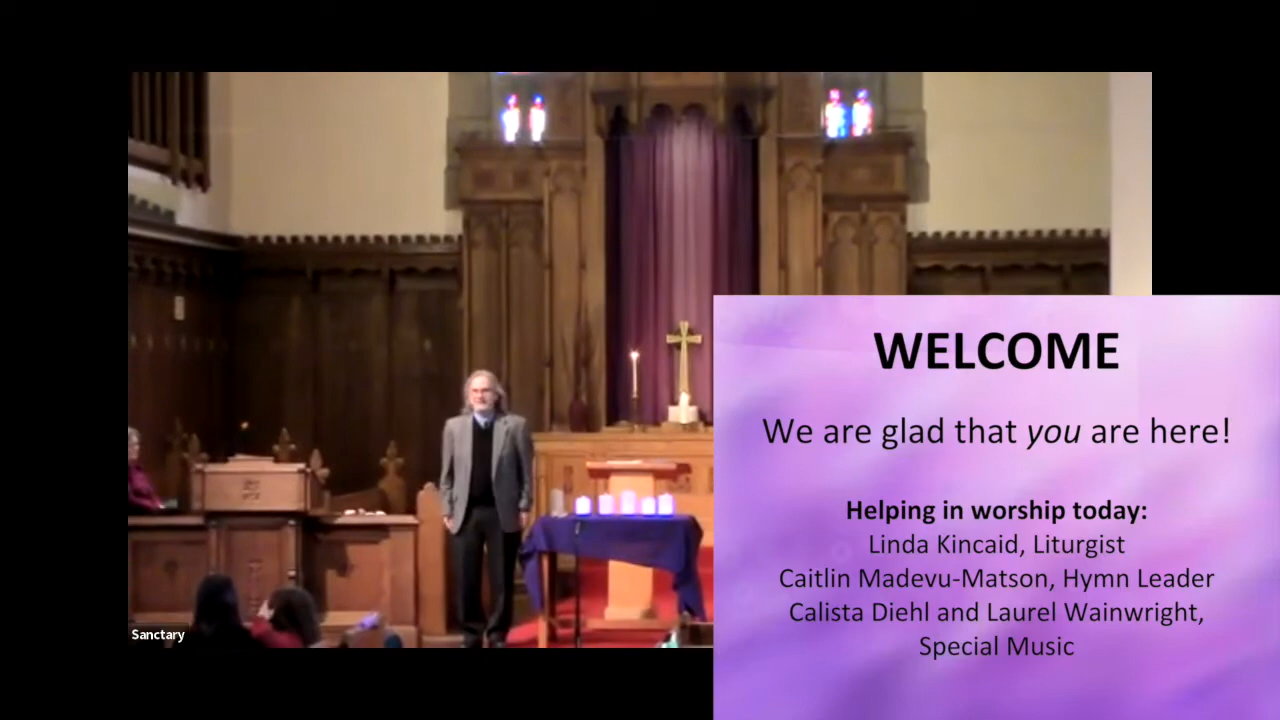 WELCOME
We are glad that you are here!
Helping in worship today:
Linda Kincaid, Liturgist
Caitlin Madevu-Matson, Hymn Leader
Calista Diehl and Laurel Wainwright,
Special Music
Sanctary